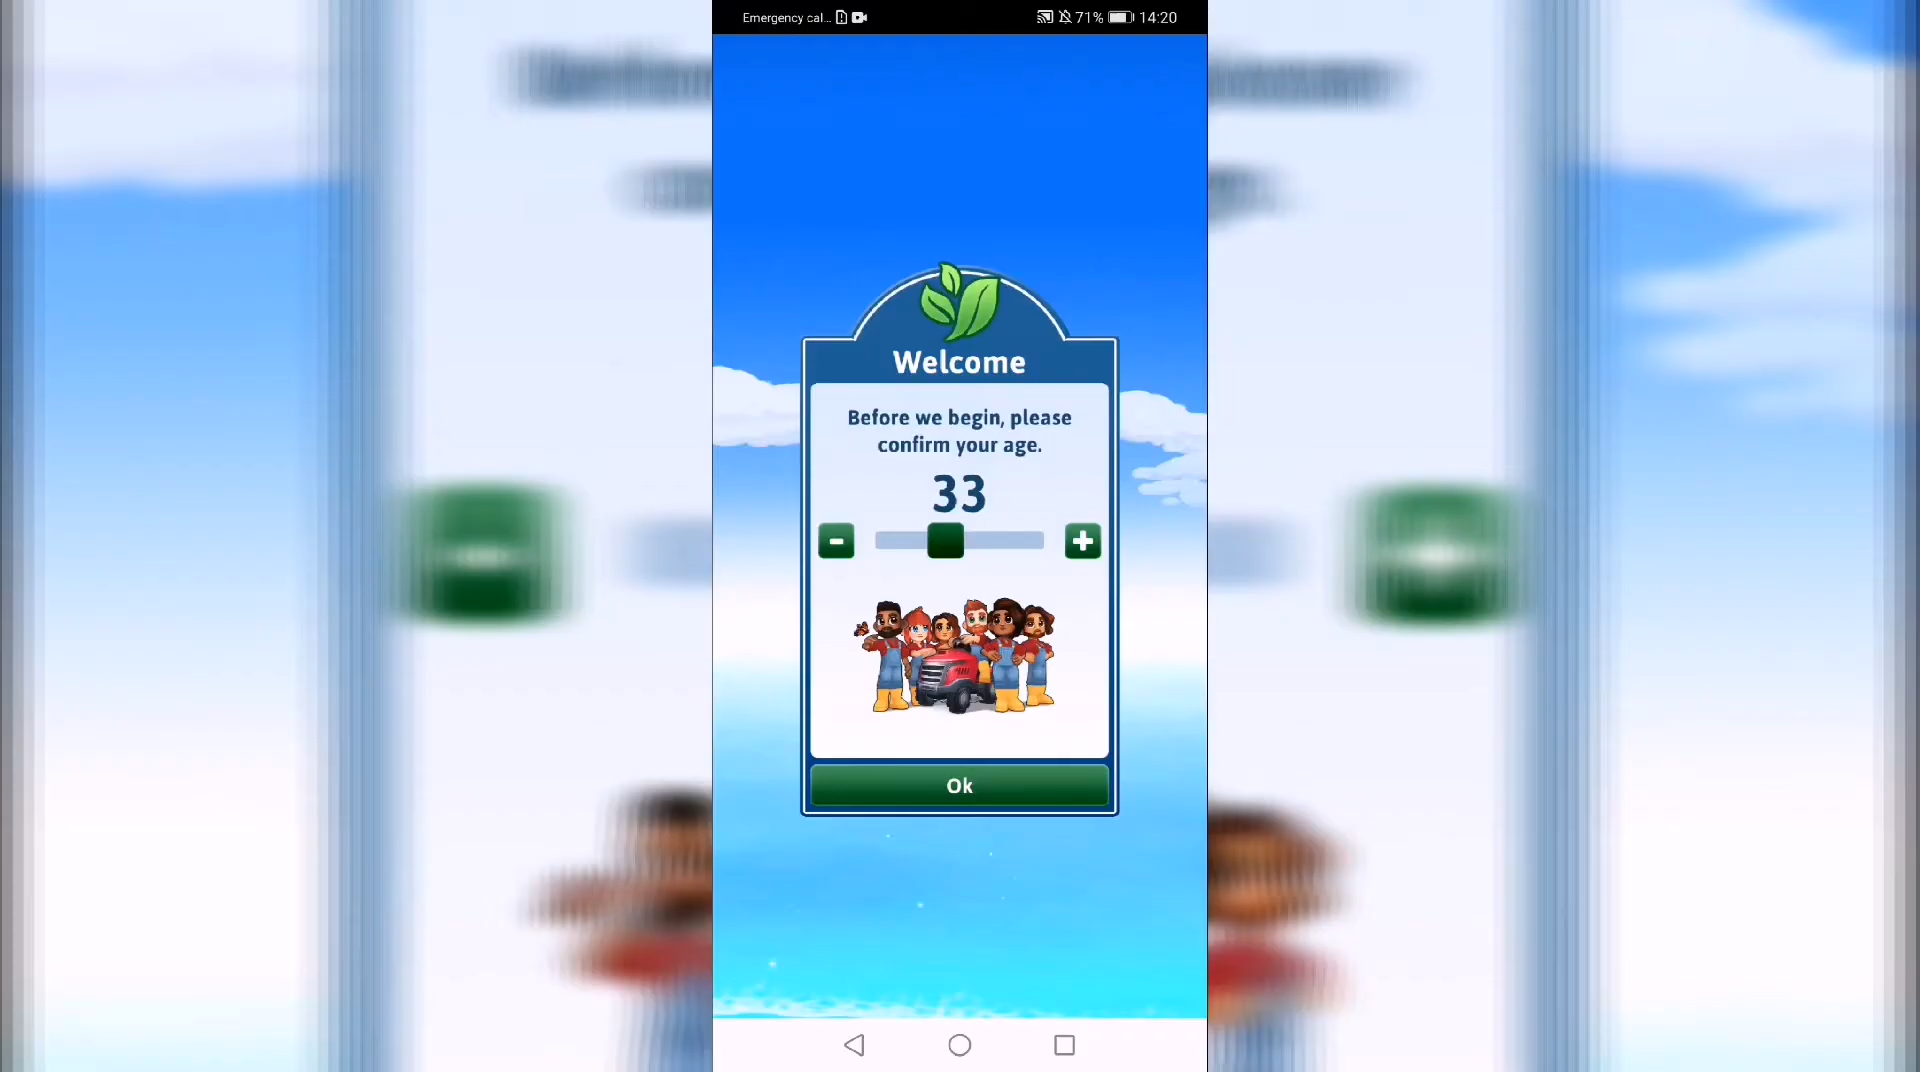 Emergency cal... 71% 14:20
Welcome
Before we begin, please
confirm your age.
33
Ok